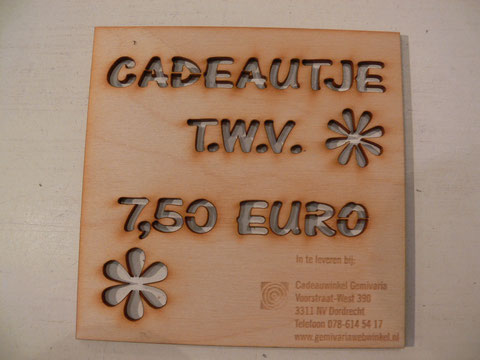 CADEAUTJE
T.W.V.
7,50 EURO
in te leveren bij:
Cadeauwinkel Gemivaria
Voorstraat-West 390
3311 NV Dordrecht
Telefoon 078-614 54 17
www.gemivariawebwinkel.nl